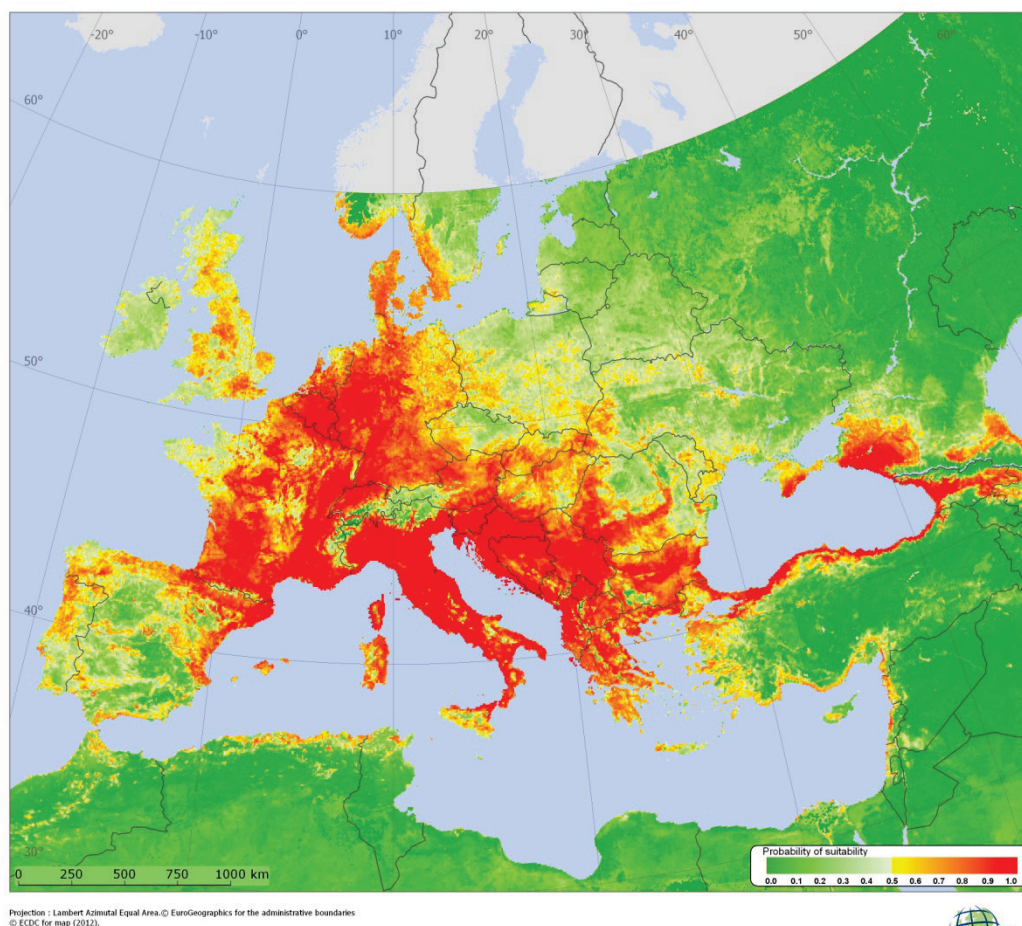 -20° -10° 0° 10° 20° 30° 40° 50° 60°
60°
50°
40°
30°
0 250 500 750 1000 km
Probability of suitability
0.0 0.1 0.2 0.3 0.4 0.5 0.6 0.7 0.8 0.9 1.0
Projection : Lambert Azimutal Equal Area.© EuroGeographics for the administrative boundaries
© ECDC for map (2012).